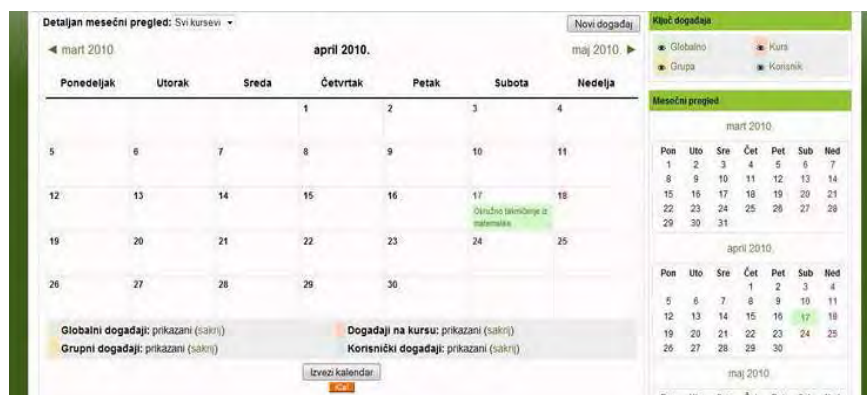 Detaljan mesečni pregled: Svi kursevi
Novi događaj
◄ mart 2010.
april 2010.
maj 2010. ►
Ponedeljak Utorak Sreda Četvrtak Petak Subota Nedelja
1 2 3 4
5 6 7 8 9 10 11
12 13 14 15 16 17 18
Okružno takmičenje iz
matematike
19 20 21 22 23 24 25
26 27 28 29 30
Globalni događaji: prikazani (sakrij) Događaji na kursu: prikazani (sakrij)
Grupni događaji: prikazani (sakrij) Korisnički događaji: prikazani (sakrij)
Izvezi kalendar
iCal
Ključ događaja
Globalno Kurs
Grupa Korisnik
Mesečni pregled
mart 2010.
Pon Uto Sre Čet Pet Sub Ned
1 2 3 4 5 6 7
8 9 10 11 12 13 14
15 16 17 18 19 20 21
22 23 24 25 26 27 28
29 30 31
april 2010.
Pon Uto Sre Čet Pet Sub Ned
1 2 3 4
5 6 7 8 9 10 11
12 13 14 15 16 17 18
19 20 21 22 23 24 25
26 27 28 29 30
maj 2010.